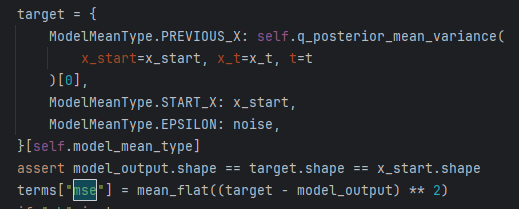 target = {
ModelMeanType.PREVIOUS_X: self.q_posterior_mean_variance(
x_start=x_start, x_t=x_t, t=t
)[0],
ModelMeanType.START_X: x_start,
ModelMeanType.EPSILON: noise,
}[self.model_mean_type]
assert model_output.shape == target.shape == x_start.shape
terms["mse"] = mean_flat((target - model_output) ** 2)